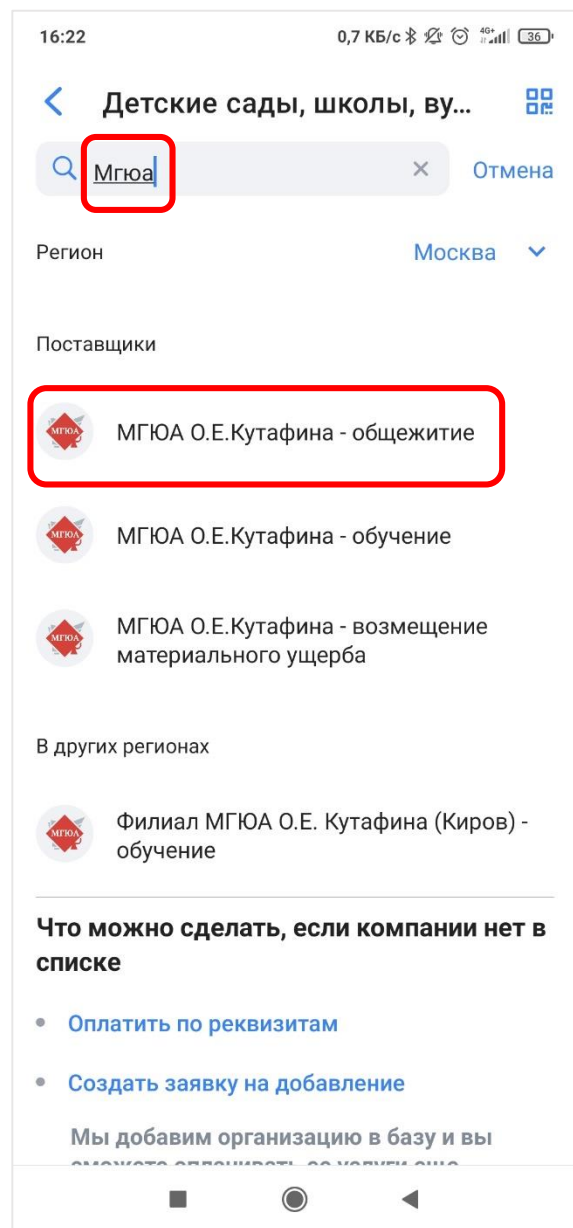 16:22 0,7 КБ/с 4G+ 36
Детские сады, школы, ву...
Мгюа Отмена
Регион Москва
Поставщики
МГЮА
МГЮА О.Е.Кутафина - общежитие
МГЮА
МГЮА О.Е.Кутафина - обучение
МГЮА
МГЮА О.Е.Кутафина - возмещение
материального ущерба
В других регионах
МГЮА
Филиал МГЮА О.Е. Кутафина (Киров) -
обучение
Что можно сделать, если компании нет в
списке
Оплатить по реквизитам
Создать заявку на добавление
Мы добавим организацию в базу и вы